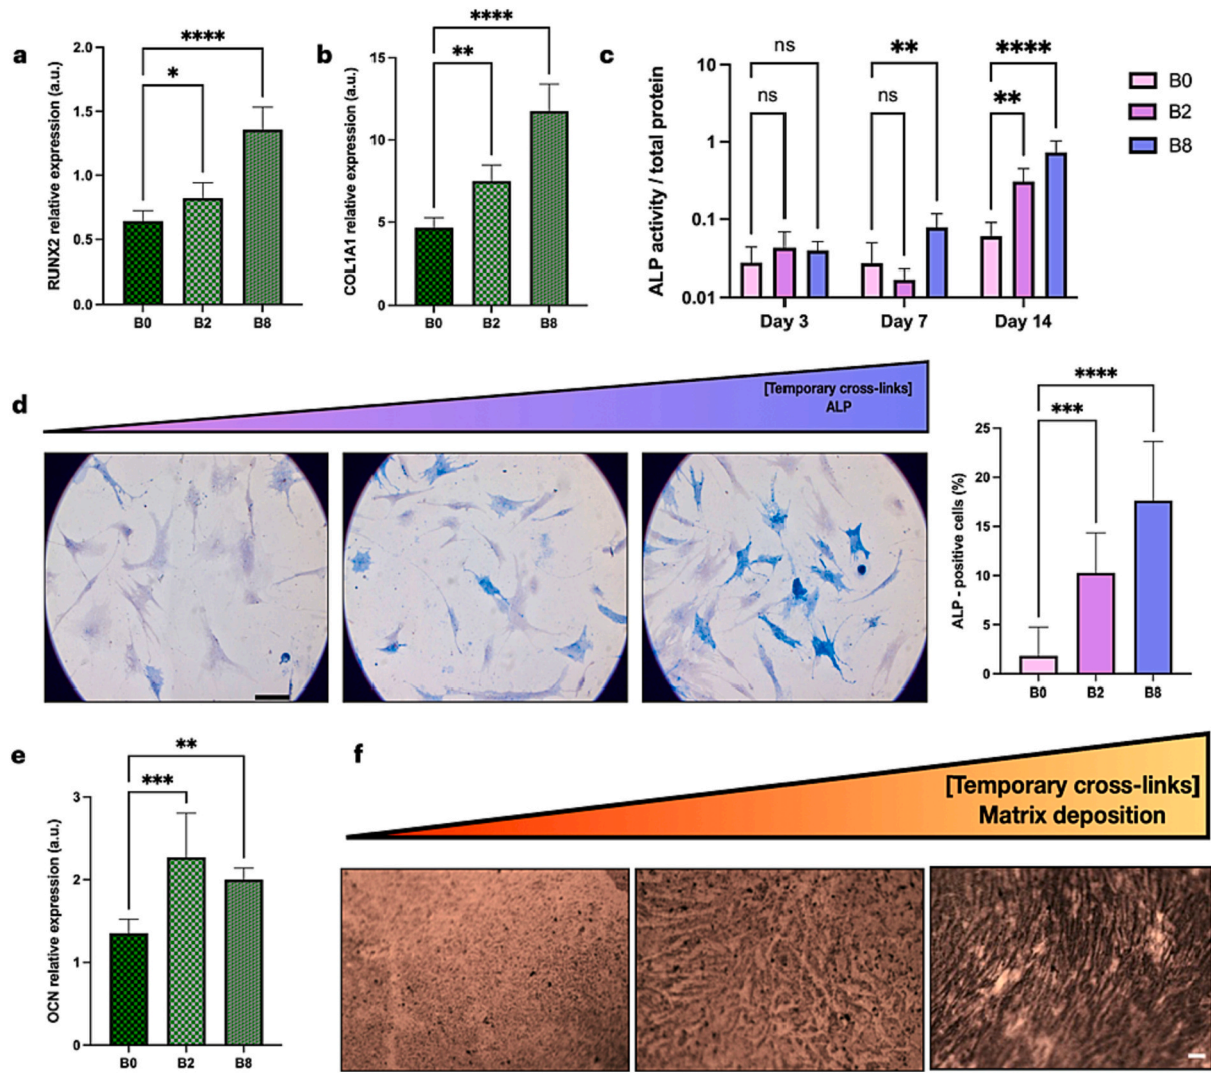 a
RUNX2 relative expression (a.u.)
2.0
1.5
1.0
0.5
0.0
****
*
B0 B2 B8
b
COL1A1 relative expression (a.u.)
15
10
5
0
****
**
B0 B2 B8
c
ALP activity / total protein
10
1
0.1
0.01
ns ** ****
ns ns **
Day 3 Day 7 Day 14
B0
B2
B8
d
[Temporary cross-links]
ALP
ALP - positive cells (%)
25
20
15
10
5
0
****
***
B0 B2 B8
e
OCN relative expression (a.u.)
3
2
1
0
**
***
B0 B2 B8
f
[Temporary cross-links]
Matrix deposition